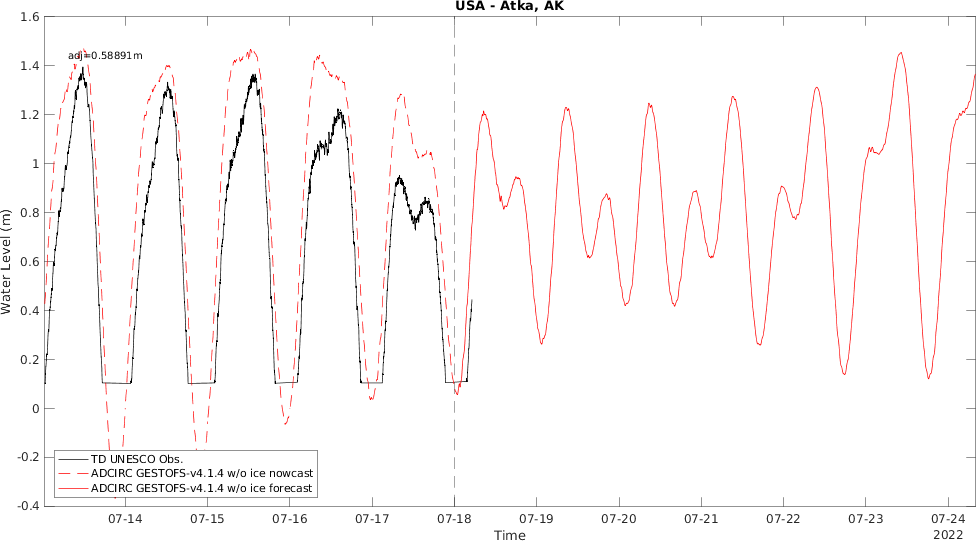 USA - Atka, AK
1.6
1.4
1.2
1
0.8
0.6
0.4
0.2
0
-0.2
-0.4
Water Level (m)
adj=0.58891m
TD UNESCO Obs.
ADCIRC GESTOFS-v4.1.4 w/o ice nowcast
ADCIRC GESTOFS-v4.1.4 w/o ice forecast
07-14 07-15 07-16 07-17 07-18 07-19 07-20 07-21 07-22 07-23 07-24
Time
2022